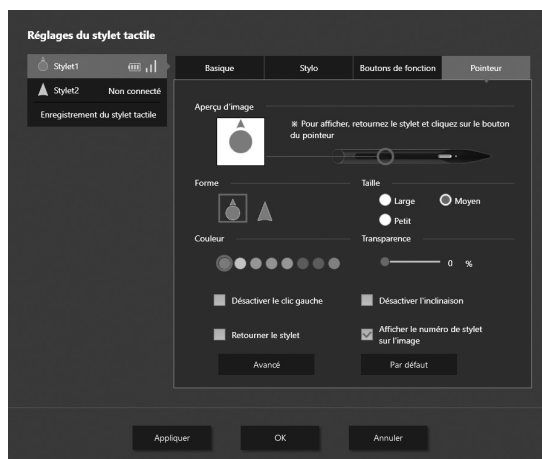 Réglages du stylet tactile
Stylet1
Stylet2 Non connecté
Enregistrement du stylet tactile
Basique Stylo Boutons de fonction Pointeur
Aperçu d'image
※ Pour afficher, retournez le stylet et cliquez sur le bouton
du pointeur
Forme Taille
Large Moyen
Petit
Couleur Transparence
0 %
Désactiver le clic gauche Désactiver l'inclinaison
Retourner le stylet Afficher le numéro de stylet
sur l'image
Avancé Par défaut
Appliquer OK Annuler